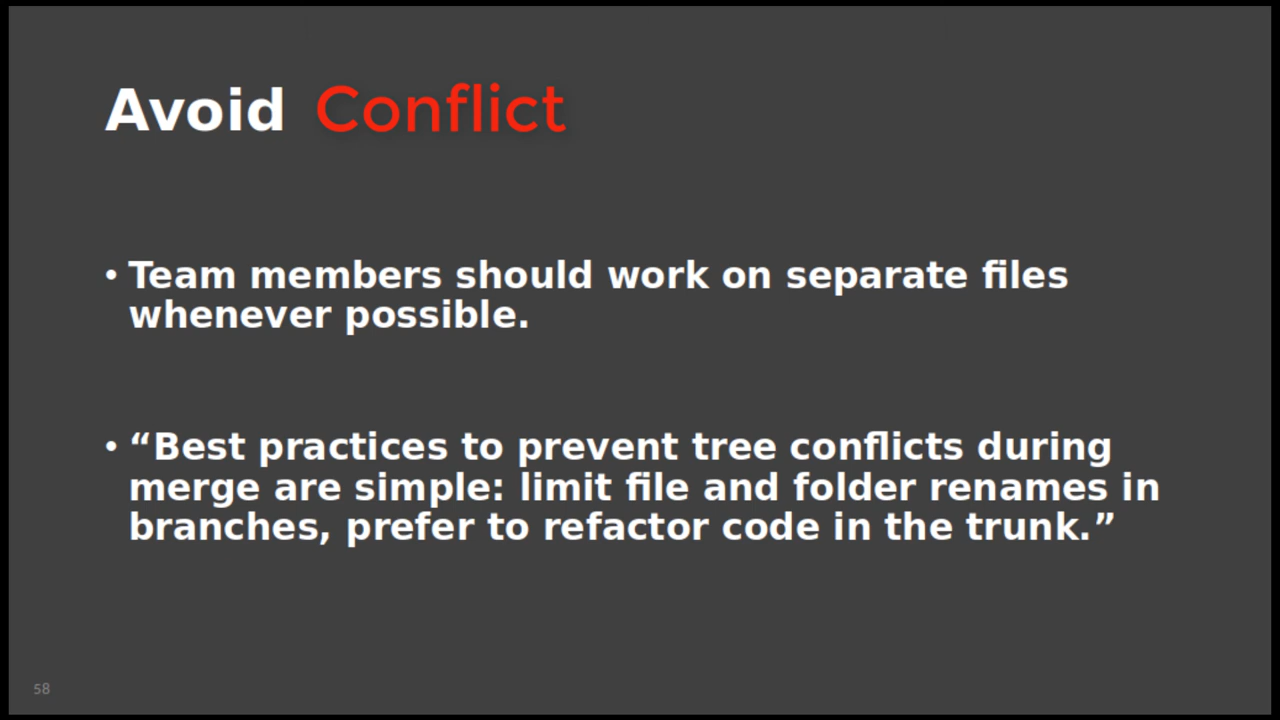 Avoid Conflict
• Team members should work on separate files
whenever possible.
• “Best practices to prevent tree conflicts during
merge are simple: limit file and folder renames in
branches, prefer to refactor code in the trunk.”
58